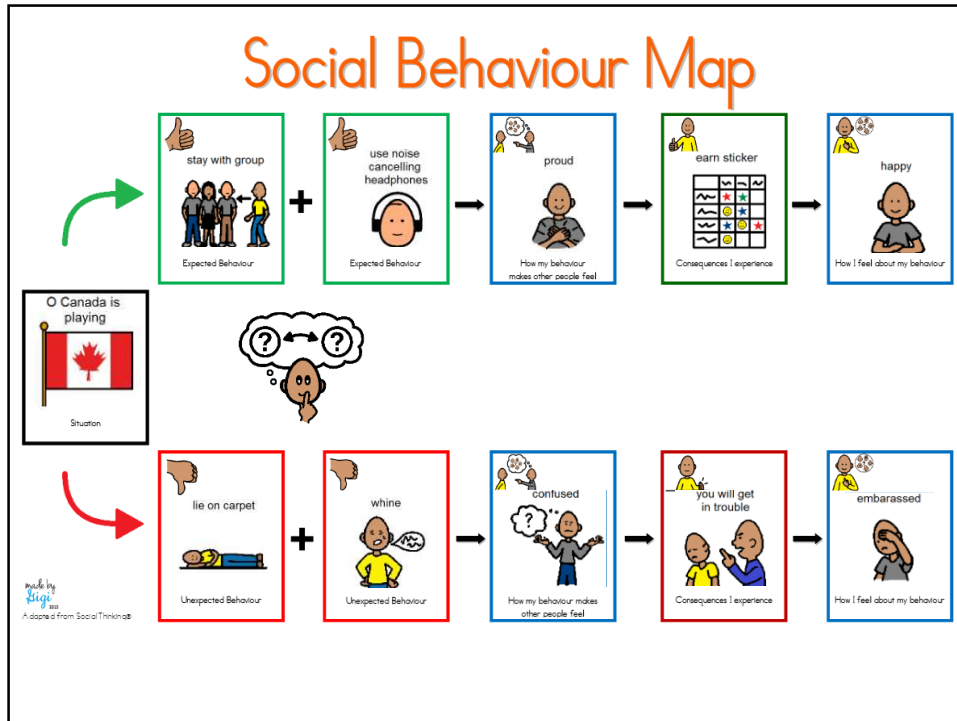 Social Behaviour Map
stay with group
Expected Behaviour
+
use noise
cancelling
headphones
Expected Behaviour
proud
How my behaviour
makes other people feel
earn sticker
Consequences I experience
happy
How I feel about my behaviour
O Canada is
playing
Situation
? ?
lie on carpet
Unexpected Behaviour
+
whine
Unexpected Behaviour
confused
?
How my behaviour makes
other people feel
you will get
in trouble
Consequences I experience
embarassed
How I feel about my behaviour
made by
Gigi
Adapted from Social Thinking®